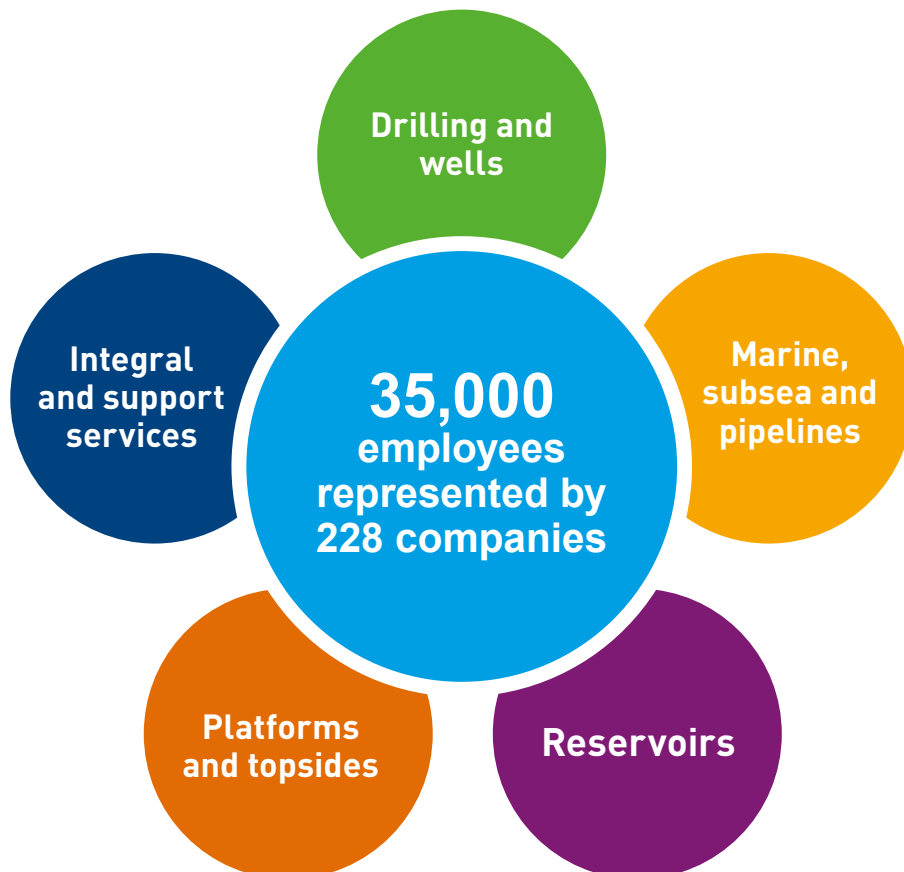 Drilling and
wells
Integral
and support
services
35,000
employees
represented by
228 companies
Marine,
subsea and
pipelines
Platforms
and topsides
Reservoirs